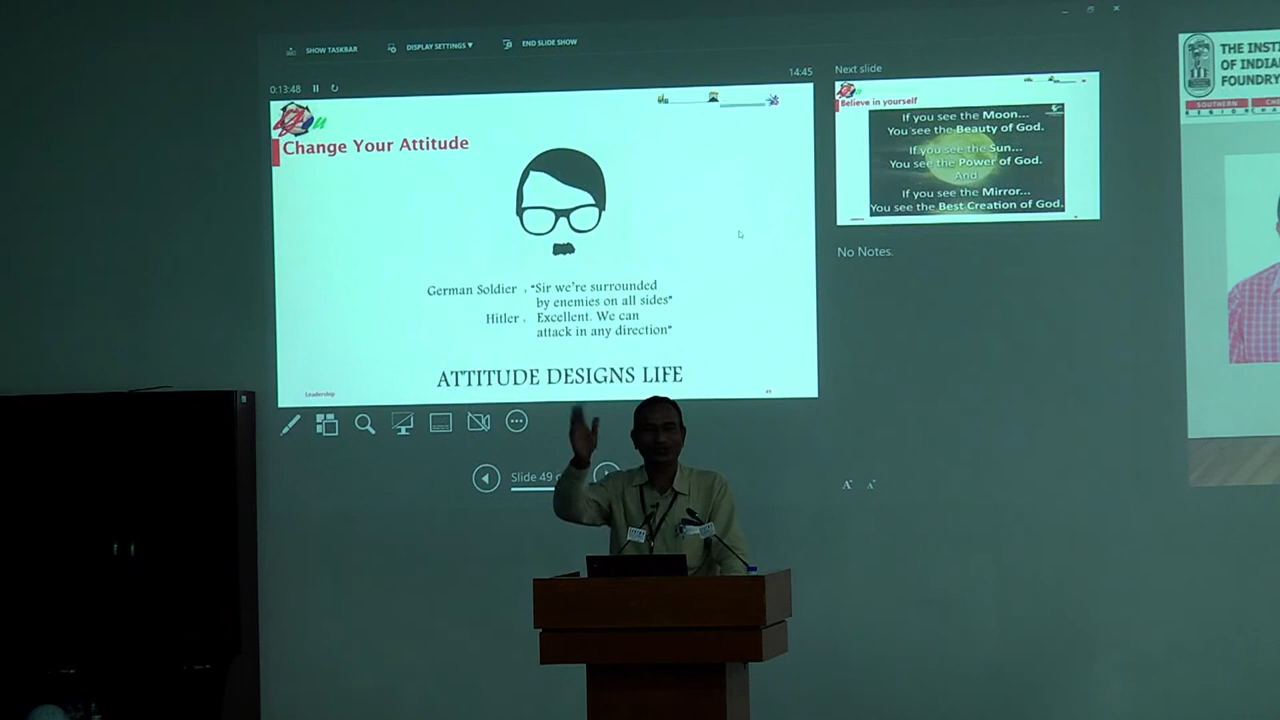 SHOW TASKBAR
DISPLAY SETTINGS ▼
END SLIDE SHOW
0:13:48
14:45
Change Your Attitude
German Soldier : "Sir we're surrounded
by enemies on all sides"
Hitler : Excellent. We can
attack in any direction"
ATTITUDE DESIGNS LIFE
Leadership
49
Slide 49
Next slide
Believe in yourself
If you see the Moon...
You see the Beauty of God.
If you see the Sun...
You see the Power of God.
And
If you see the Mirror...
You see the Best Creation of God.
No Notes.
A A
THE INSTI
OF INDIA
FOUNDRY
SOUTHERN
REGION